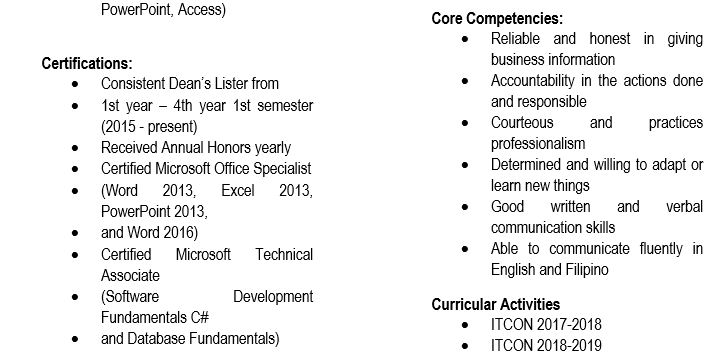 PowerPoint, Access)
Certifications:
• Consistent Dean's Lister from
• 1st year – 4th year 1st semester
(2015 - present)
• Received Annual Honors yearly
• Certified Microsoft Office Specialist
• (Word 2013, Excel 2013,
PowerPoint 2013,
• and Word 2016)
• Certified Microsoft Technical
Associate
• (Software Development
Fundamentals C#
• and Database Fundamentals)
Core Competencies:
• Reliable and honest in giving
business information
• Accountability in the actions done
and responsible
• Courteous and practices
professionalism
• Determined and willing to adapt or
learn new things
• Good written and verbal
communication skills
• Able to communicate fluently in
English and Filipino
Curricular Activities
• ITCON 2017-2018
• ITCON 2018-2019